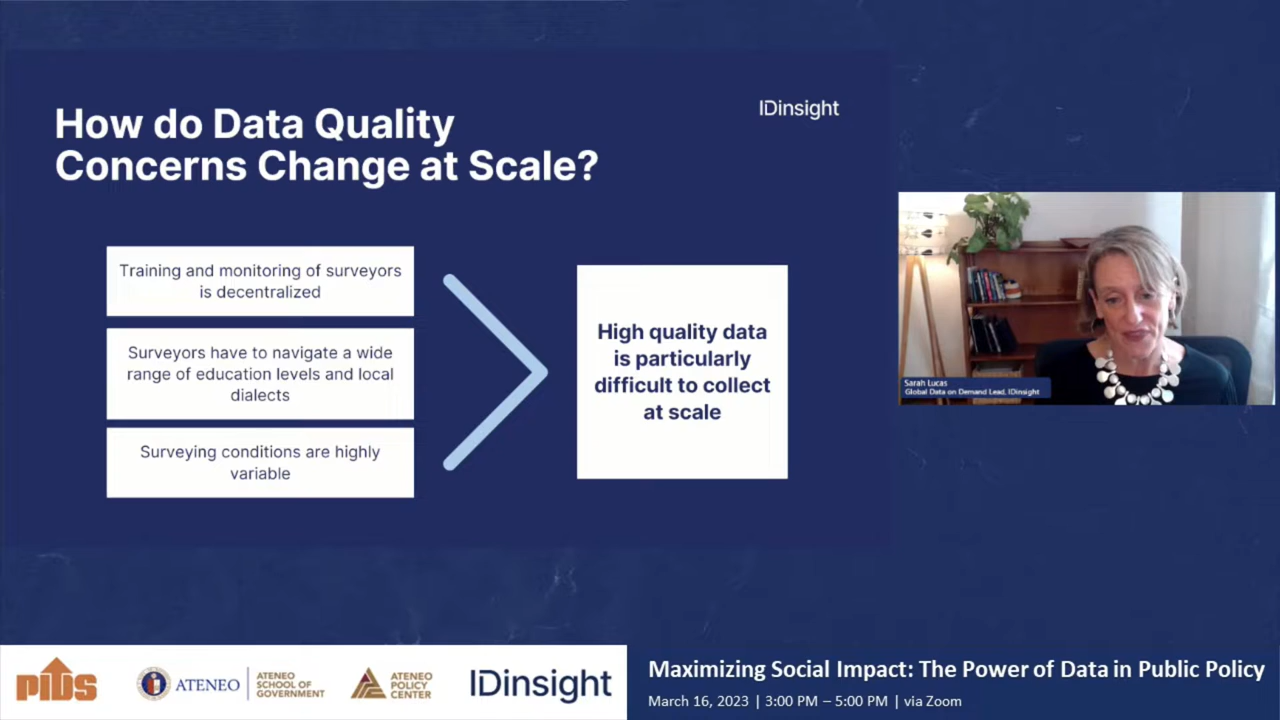 How do Data Quality
Concerns Change at Scale?
IDinsight
Training and monitoring of surveyors
is decentralized
Surveyors have to navigate a wide
range of education levels and local
dialects
Surveying conditions are highly
variable
High quality data
is particularly
difficult to collect
at scale
Sarah Lucas
Global Data on Demand Lead, IDinsight
pids
ATENEO
ATENEO
SCHOOL OF
GOVERNMENT
ATENEO
POLICY
CENTER
IDinsight
Maximizing Social Impact: The Power of Data in Public Policy
March 16, 2023 | 3:00 PM – 5:00 PM | via Zoom